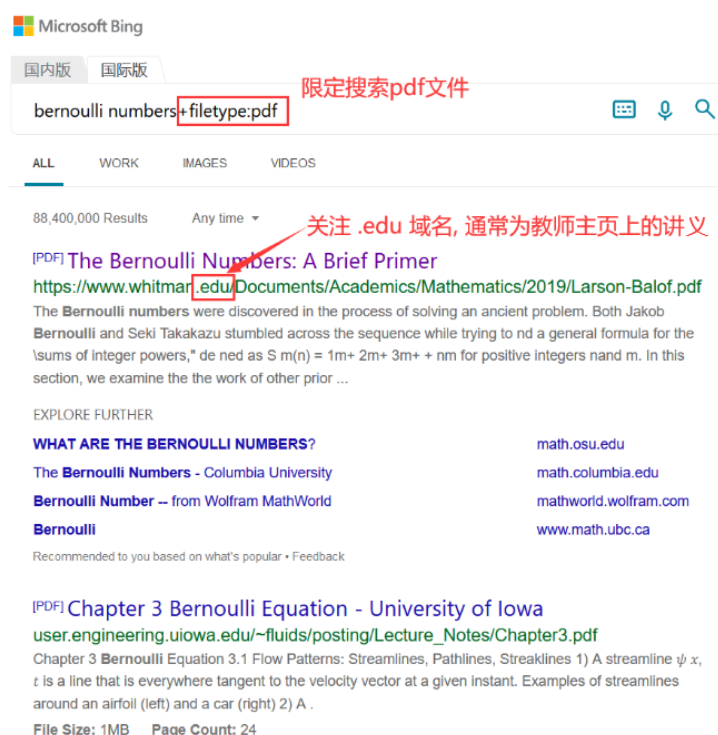 Microsoft Bing
国内版 国际版
限定搜索pdf文件
bernoulli numbers+filetype:pdf
ALL WORK IMAGES VIDEOS
88,400,000 Results Any time
关注 .edu 域名, 通常为教师主页上的讲义
[PDF] The Bernoulli Numbers: A Brief Primer
https://www.whitman.edu/Documents/Academics/Mathematics/2019/Larson-Balof.pdf
The Bernoulli numbers were discovered in the process of solving an ancient problem. Both Jakob
Bernoulli and Seki Takakazu stumbled across the sequence while trying to nd a general formula for the
\sums of integer powers," de ned as S m(n) = 1m+ 2m+ 3m+ + nm for positive integers nand m. In this
section, we examine the the work of other prior ...
EXPLORE FURTHER
WHAT ARE THE BERNOULLI NUMBERS? math.osu.edu
The Bernoulli Numbers - Columbia University math.columbia.edu
Bernoulli Number -- from Wolfram MathWorld mathworld.wolfram.com
Bernoulli www.math.ubc.ca
Recommended to you based on what's popular • Feedback
[PDF] Chapter 3 Bernoulli Equation - University of Iowa
user.engineering.uiowa.edu/~fluids/posting/Lecture_Notes/Chapter3.pdf
Chapter 3 Bernoulli Equation 3.1 Flow Patterns: Streamlines, Pathlines, Streaklines 1) A streamline 𝜓 𝑥,
𝑡 is a line that is everywhere tangent to the velocity vector at a given instant. Examples of streamlines
around an airfoil (left) and a car (right) 2) A .
File Size: 1MB Page Count: 24